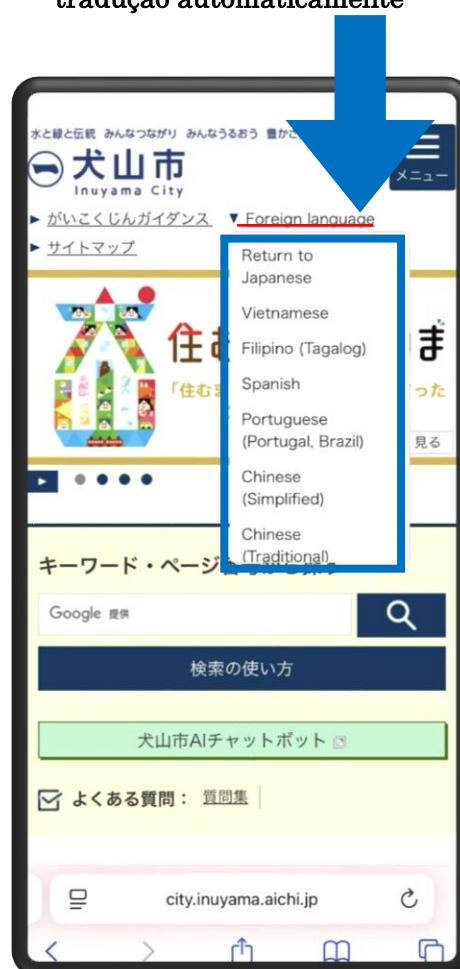 tradução automaticamente
水と緑と伝統 みんなつながり みんなうるおう 豊かさ
犬山市
Inuyama City
メニュー
▶ がいこくじんガイダンス ▼ Foreign language
▶ サイトマップ
Return to
Japanese
Vietnamese
Filipino (Tagalog)
Spanish
Portuguese
(Portugal, Brazil)
Chinese
(Simplified)
Chinese
(Traditional)
住む ま
「住むま った
見る
キーワード・ページ
Google 提供
検索の使い方
犬山市AIチャットボット
よくある質問： 質問集
city.inuyama.aichi.jp